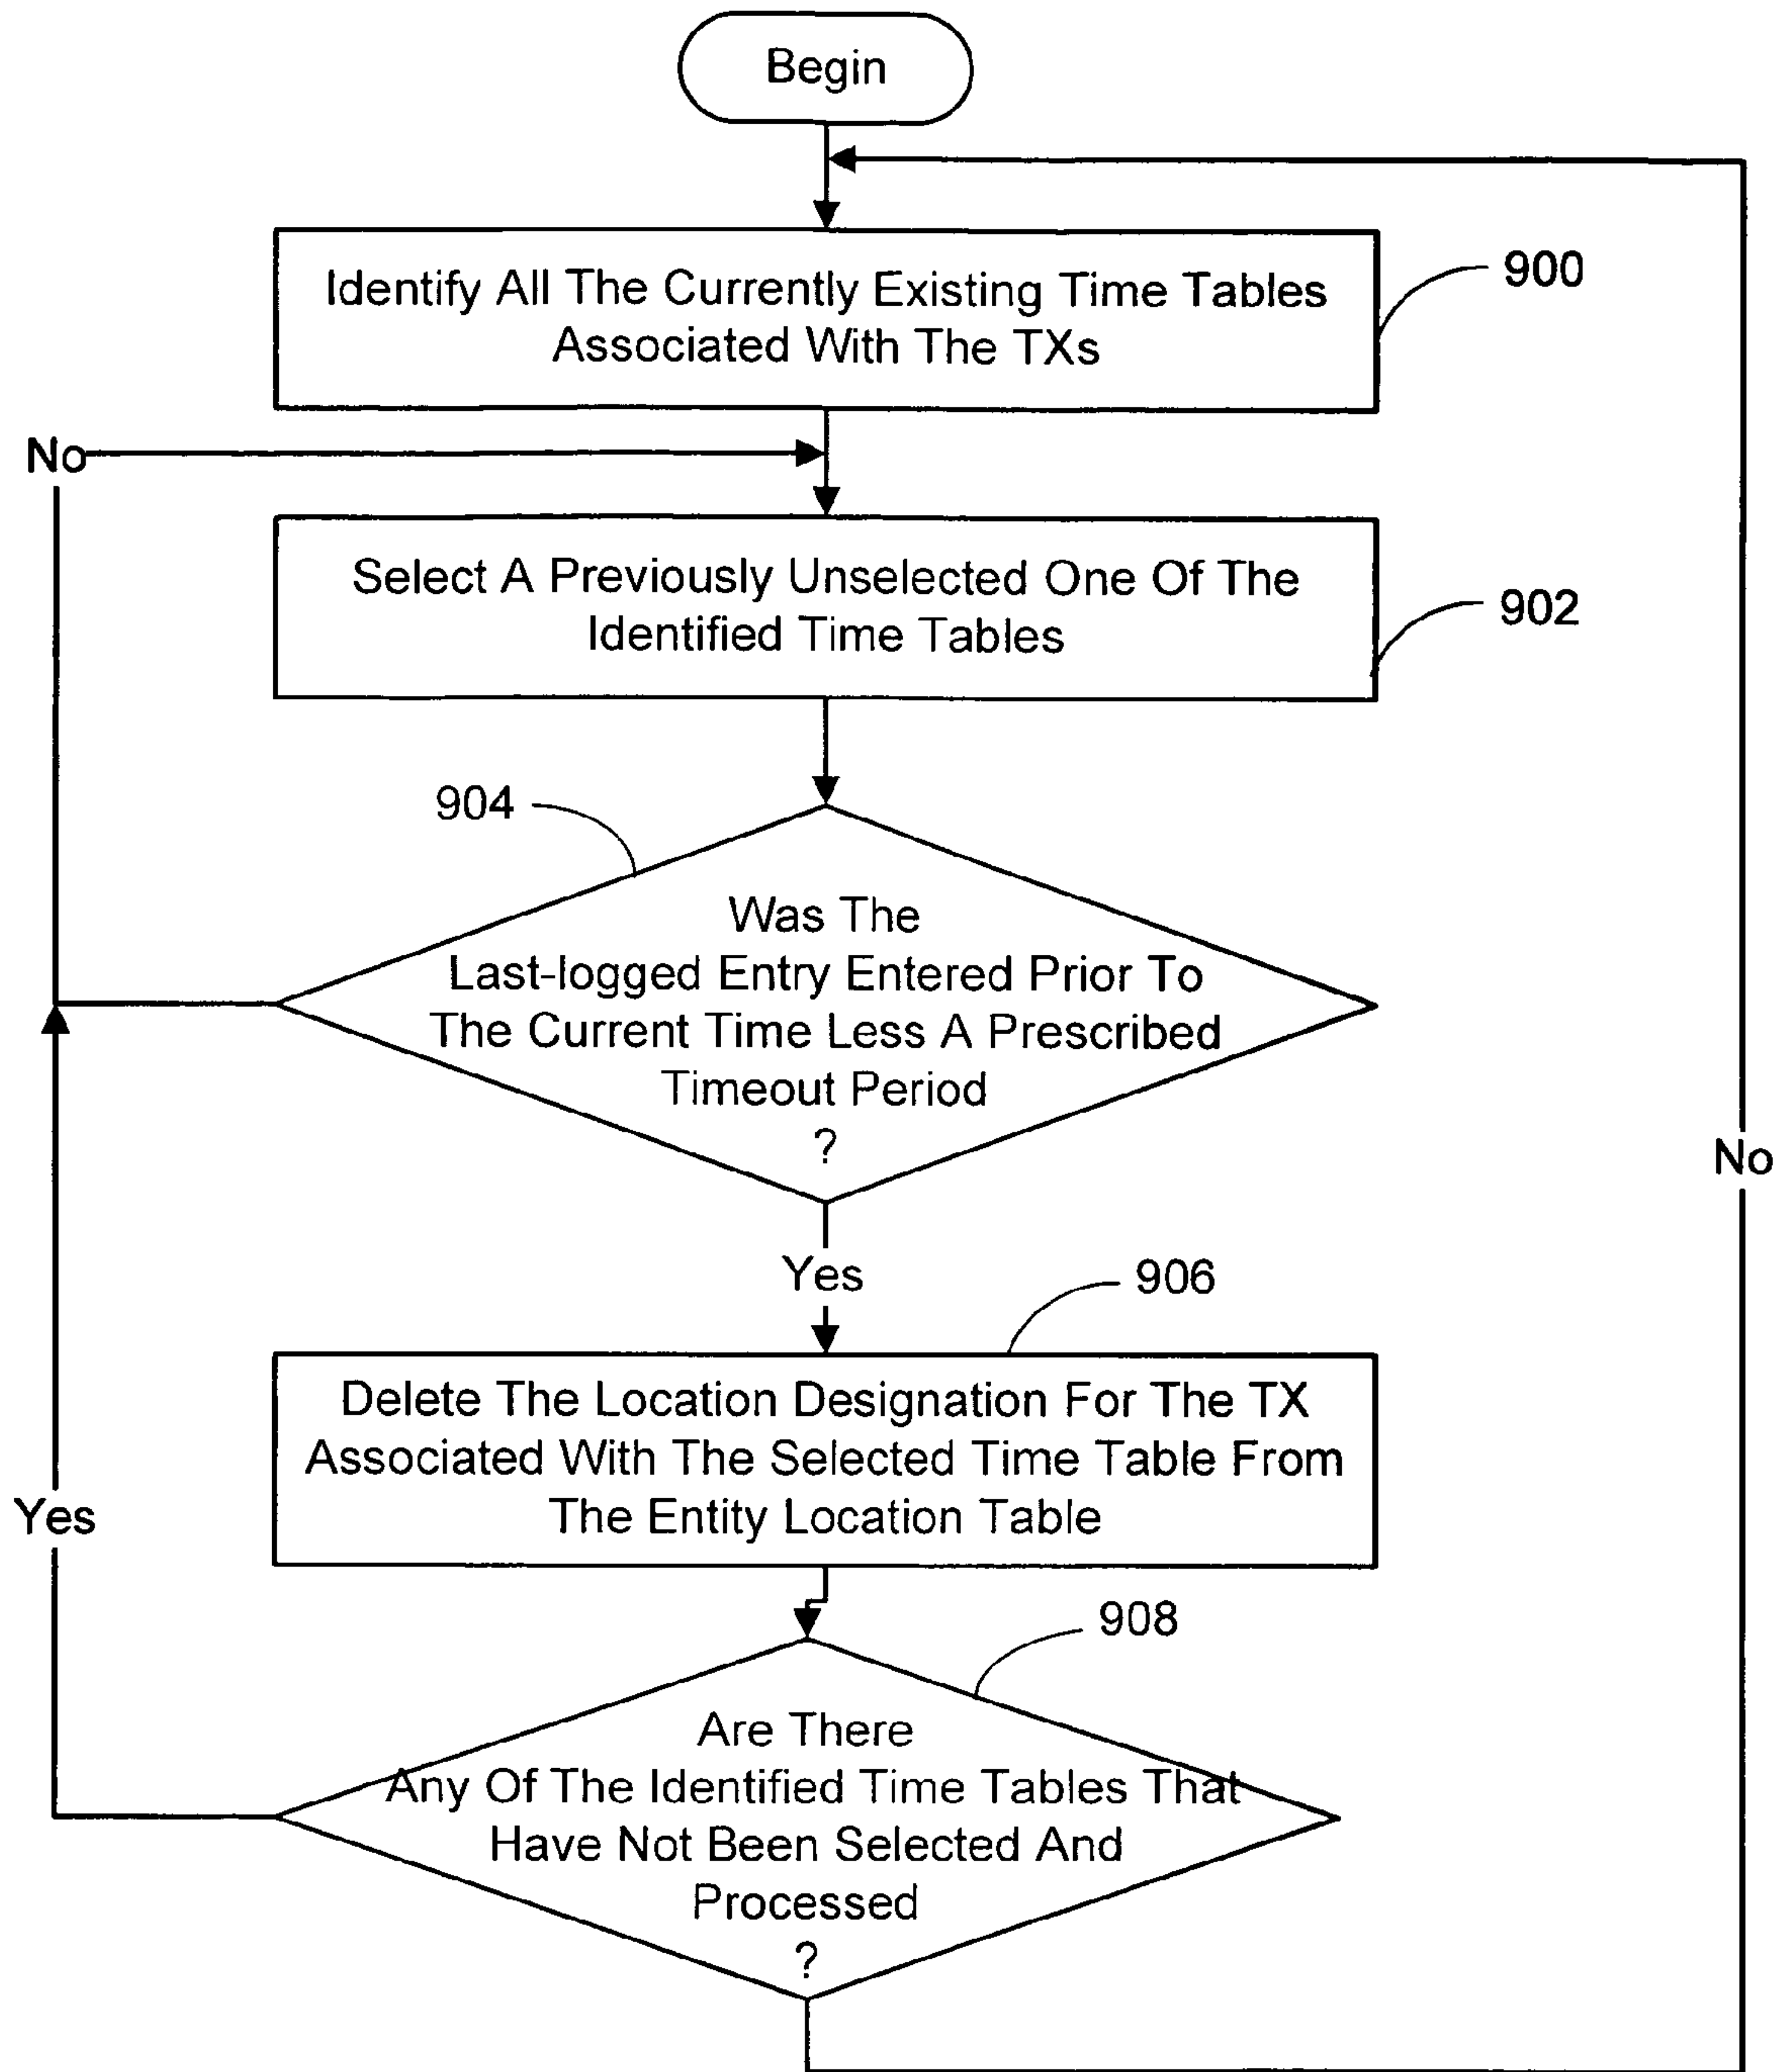 Begin
Identify All The Currently Existing Time Tables
Associated With The TXs
900
No
Select A Previously Unselected One Of The
Identified Time Tables
902
904
Was The
Last-logged Entry Entered Prior To
The Current Time Less A Prescribed
Timeout Period
?
No
Yes
906
Delete The Location Designation For The TX
Associated With The Selected Time Table From
The Entity Location Table
Yes
908
Are There
Any Of The Identified Time Tables That
Have Not Been Selected And
Processed
?